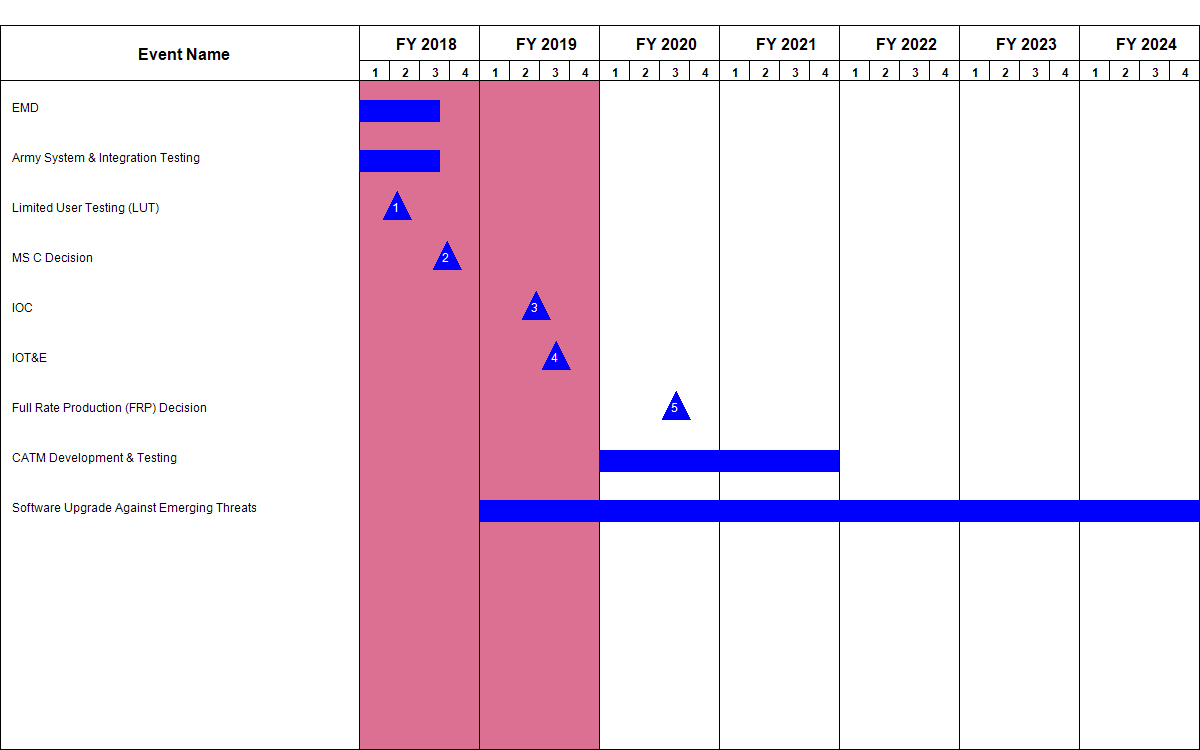 Event Name FY 2018 FY 2019 FY 2020 FY 2021 FY 2022 FY 2023 FY 2024
1 2 3 4 1 2 3 4 1 2 3 4 1 2 3 4 1 2 3 4 1 2 3 4 1 2 3 4
EMD
Army System & Integration Testing
Limited User Testing (LUT) 1
MS C Decision 2
IOC 3
IOT&E 4
Full Rate Production (FRP) Decision 5
CATM Development & Testing
Software Upgrade Against Emerging Threats